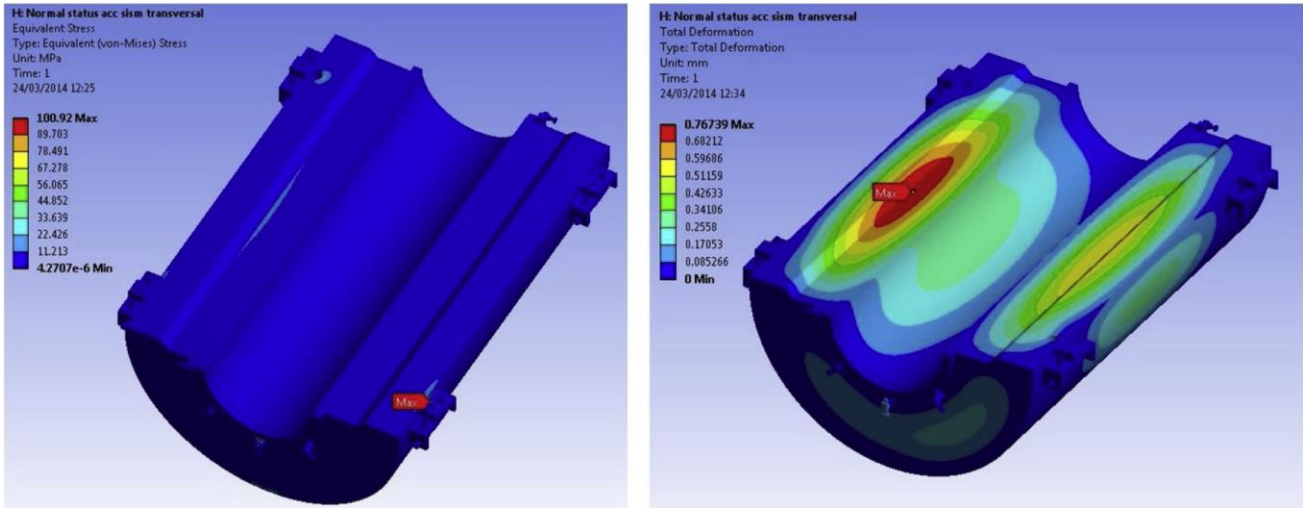 H: Normal status acc sism transversal
Equivalent Stress
Type: Equivalent (von-Mises) Stress
Unit: MPa
Time: 1
24/03/2014 12:25
100.92 Max
89.703
78.491
67.278
56.065
44.852
33.639
22.426
11.213
4.2707e-6 Min
Max
H: Normal status acc sism transversal
Total Deformation
Type: Total Deformation
Unit: mm
Time: 1
24/03/2014 12:34
0.76739 Max
0.68212
0.59686
0.51159
0.42633
0.34106
0.2558
0.17053
0.085266
0 Min
Max